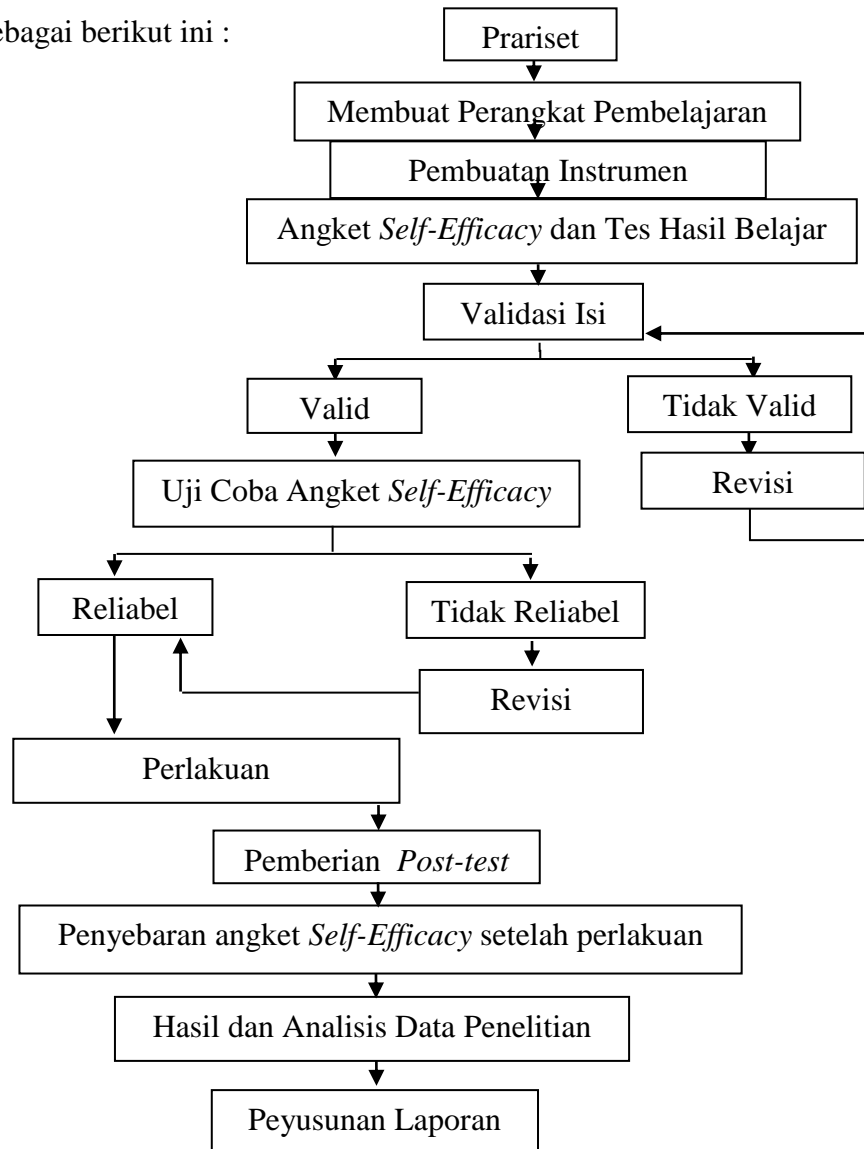 ebagai berikut ini :
Prariset
Membuat Perangkat Pembelajaran
Pembuatan Instrumen
Angket Self-Efficacy dan Tes Hasil Belajar
Validasi Isi
Valid
Tidak Valid
Uji Coba Angket Self-Efficacy
Revisi
Reliabel
Tidak Reliabel
Revisi
Perlakuan
Pemberian Post-test
Penyebaran angket Self-Efficacy setelah perlakuan
Hasil dan Analisis Data Penelitian
Peyusunan Laporan